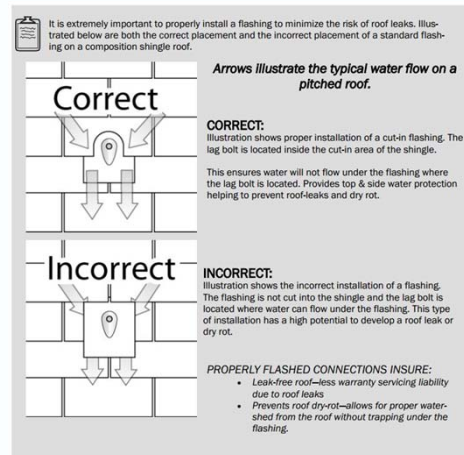 It is extremely important to properly install a flashing to minimize the risk of roof leaks. Illus-
trated below are both the correct placement and the incorrect placement of a standard flash-
ing on a composition shingle roof.
Correct
Arrows illustrate the typical water flow on a
pitched roof.
CORRECT:
Illustration shows proper installation of a cut-in flashing. The
lag bolt is located inside the cut-in area of the shingle.
This ensures water will not flow under the flashing where
the lag bolt is located. Provides top & side water protection
helping to prevent roof-leaks and dry rot.
Incorrect
INCORRECT:
Illustration shows the incorrect installation of a flashing.
The flashing is not cut into the shingle and the lag bolt is
located where water can flow under the flashing. This type
of installation has a high potential to develop a roof leak or
dry rot.
PROPERLY FLASHED CONNECTIONS INSURE:
• Leak-free roof—less warranty servicing liability
due to roof leaks
• Prevents roof dry-rot—allows for proper water-
shed from the roof without trapping under the
flashing.